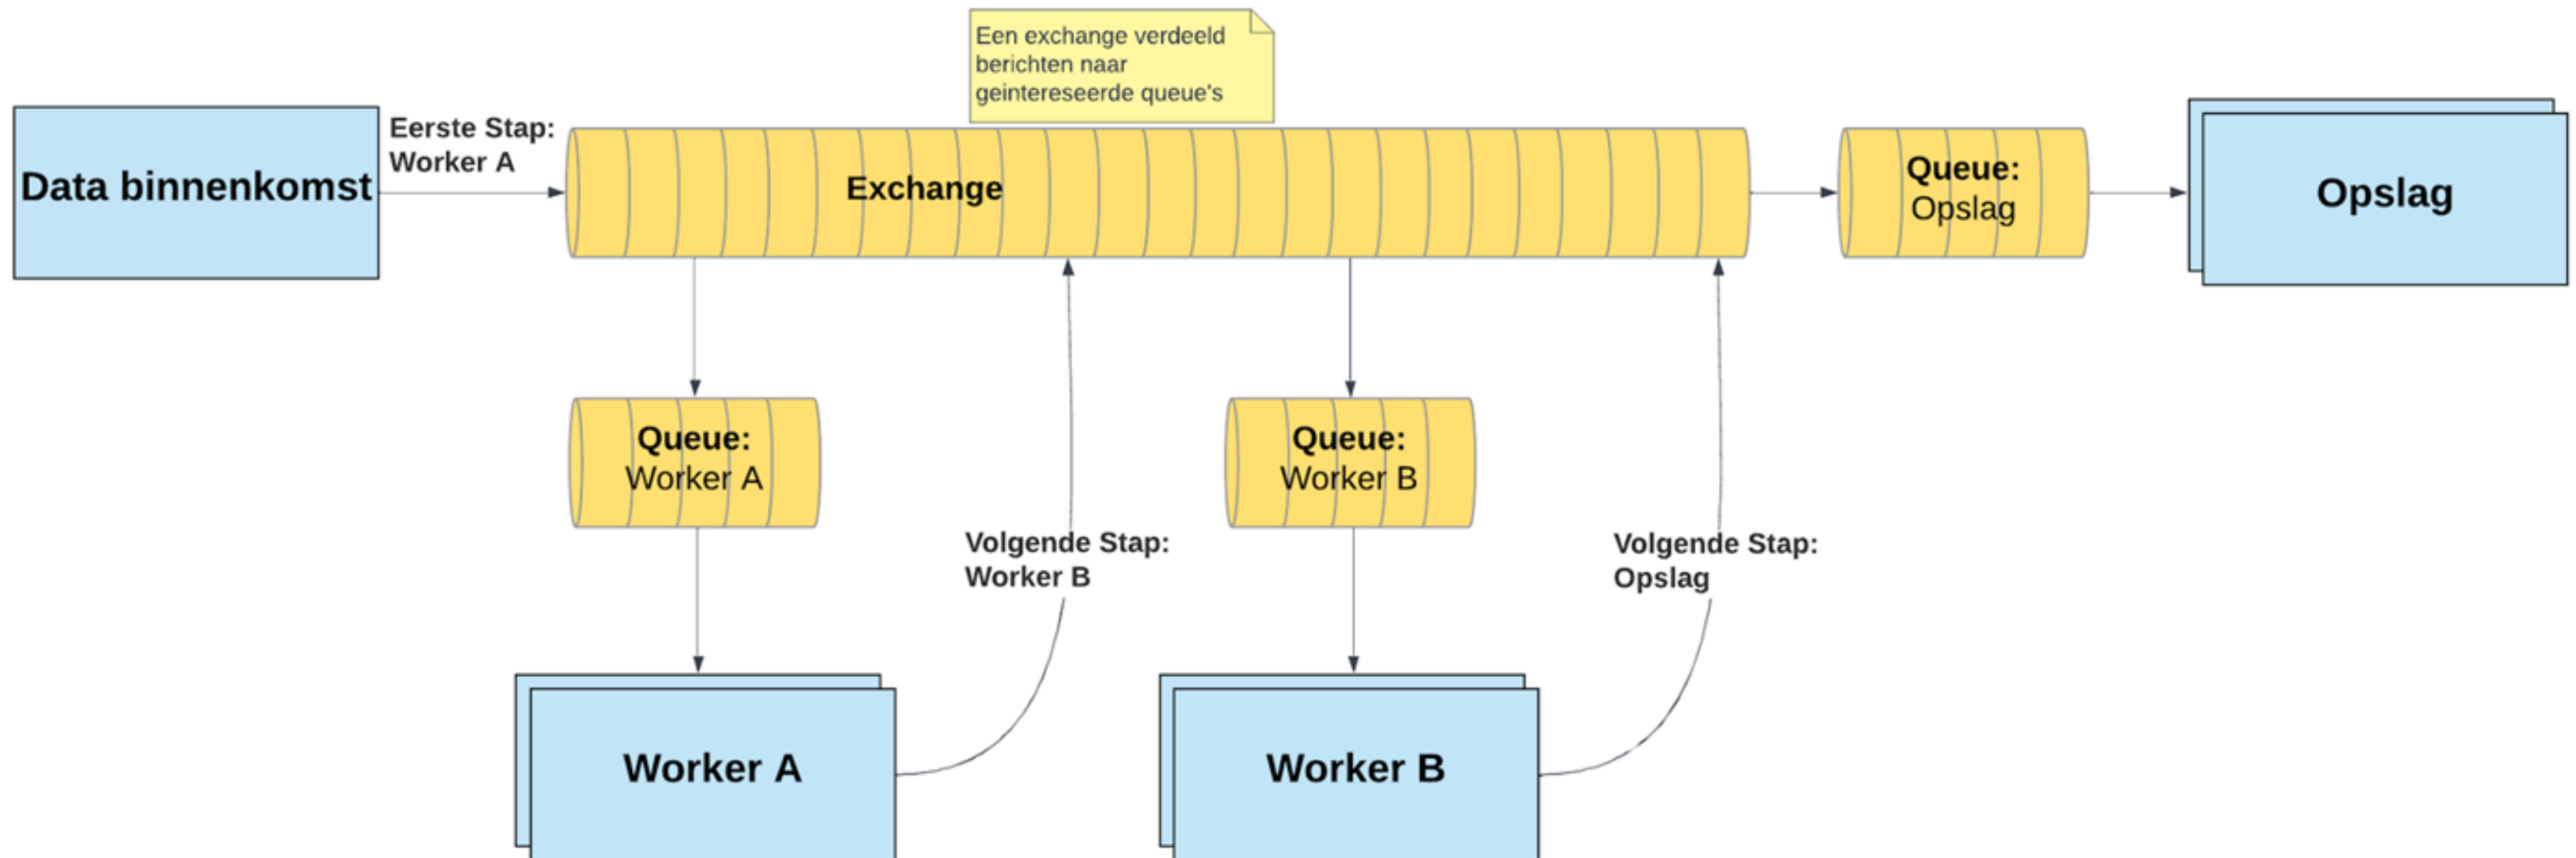 Een exchange verdeeld
berichten naar
geintereseerde queue's
Data binnenkomst
Eerste Stap:
Worker A
Exchange
Queue:
Opslag
Opslag
Queue:
Worker A
Queue:
Worker B
Volgende Stap:
Worker B
Volgende Stap:
Opslag
Worker A
Worker B